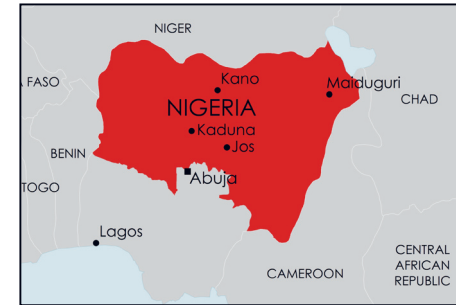 NIGER
Kano
Maiduguri
A FASO
CHAD
NIGERIA
Kaduna
Jos
BENIN
Abuja
TOGO
Lagos
CENTRAL
AFRICAN
REPUBLIC
CAMEROON